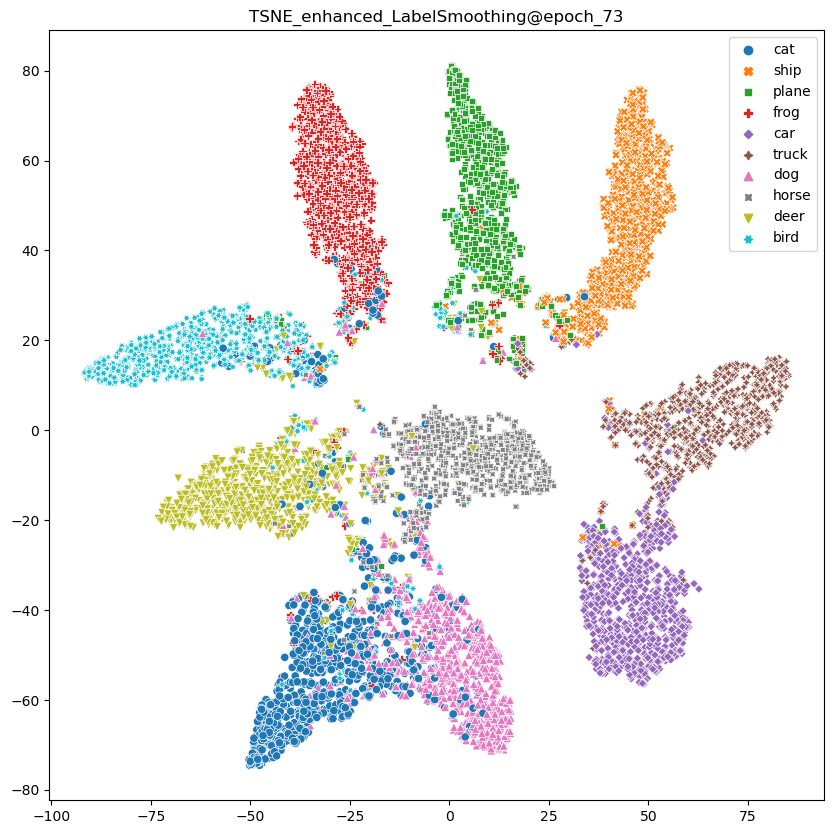 TSNE_enhanced_LabelSmoothing@epoch_73
cat
ship
plane
frog
car
truck
dog
horse
deer
bird
80
60
40
20
0
−20
−40
−60
−80
−100
−75
−50
−25
0
25
50
75